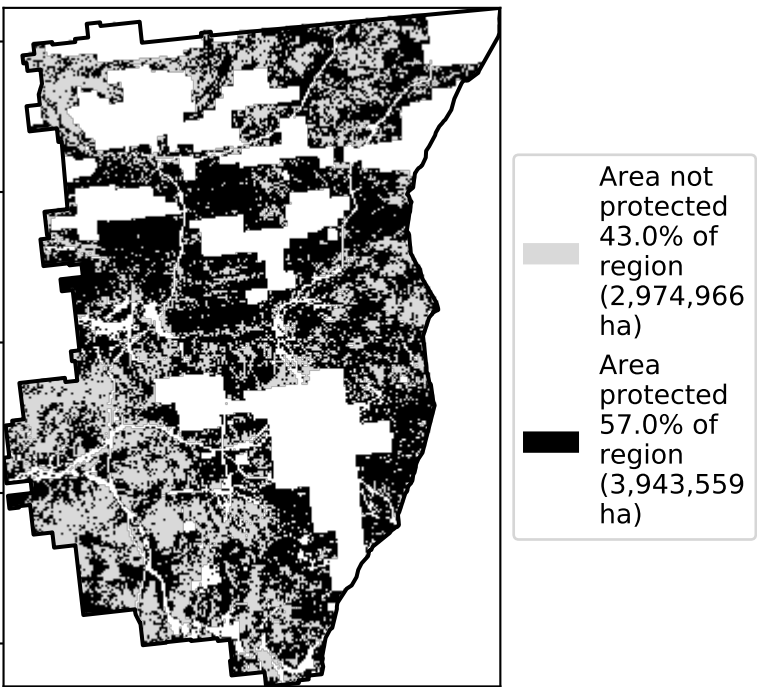 Area not
protected
43.0% of
region
(2,974,966
ha)
Area
protected
57.0% of
region
(3,943,559
ha)